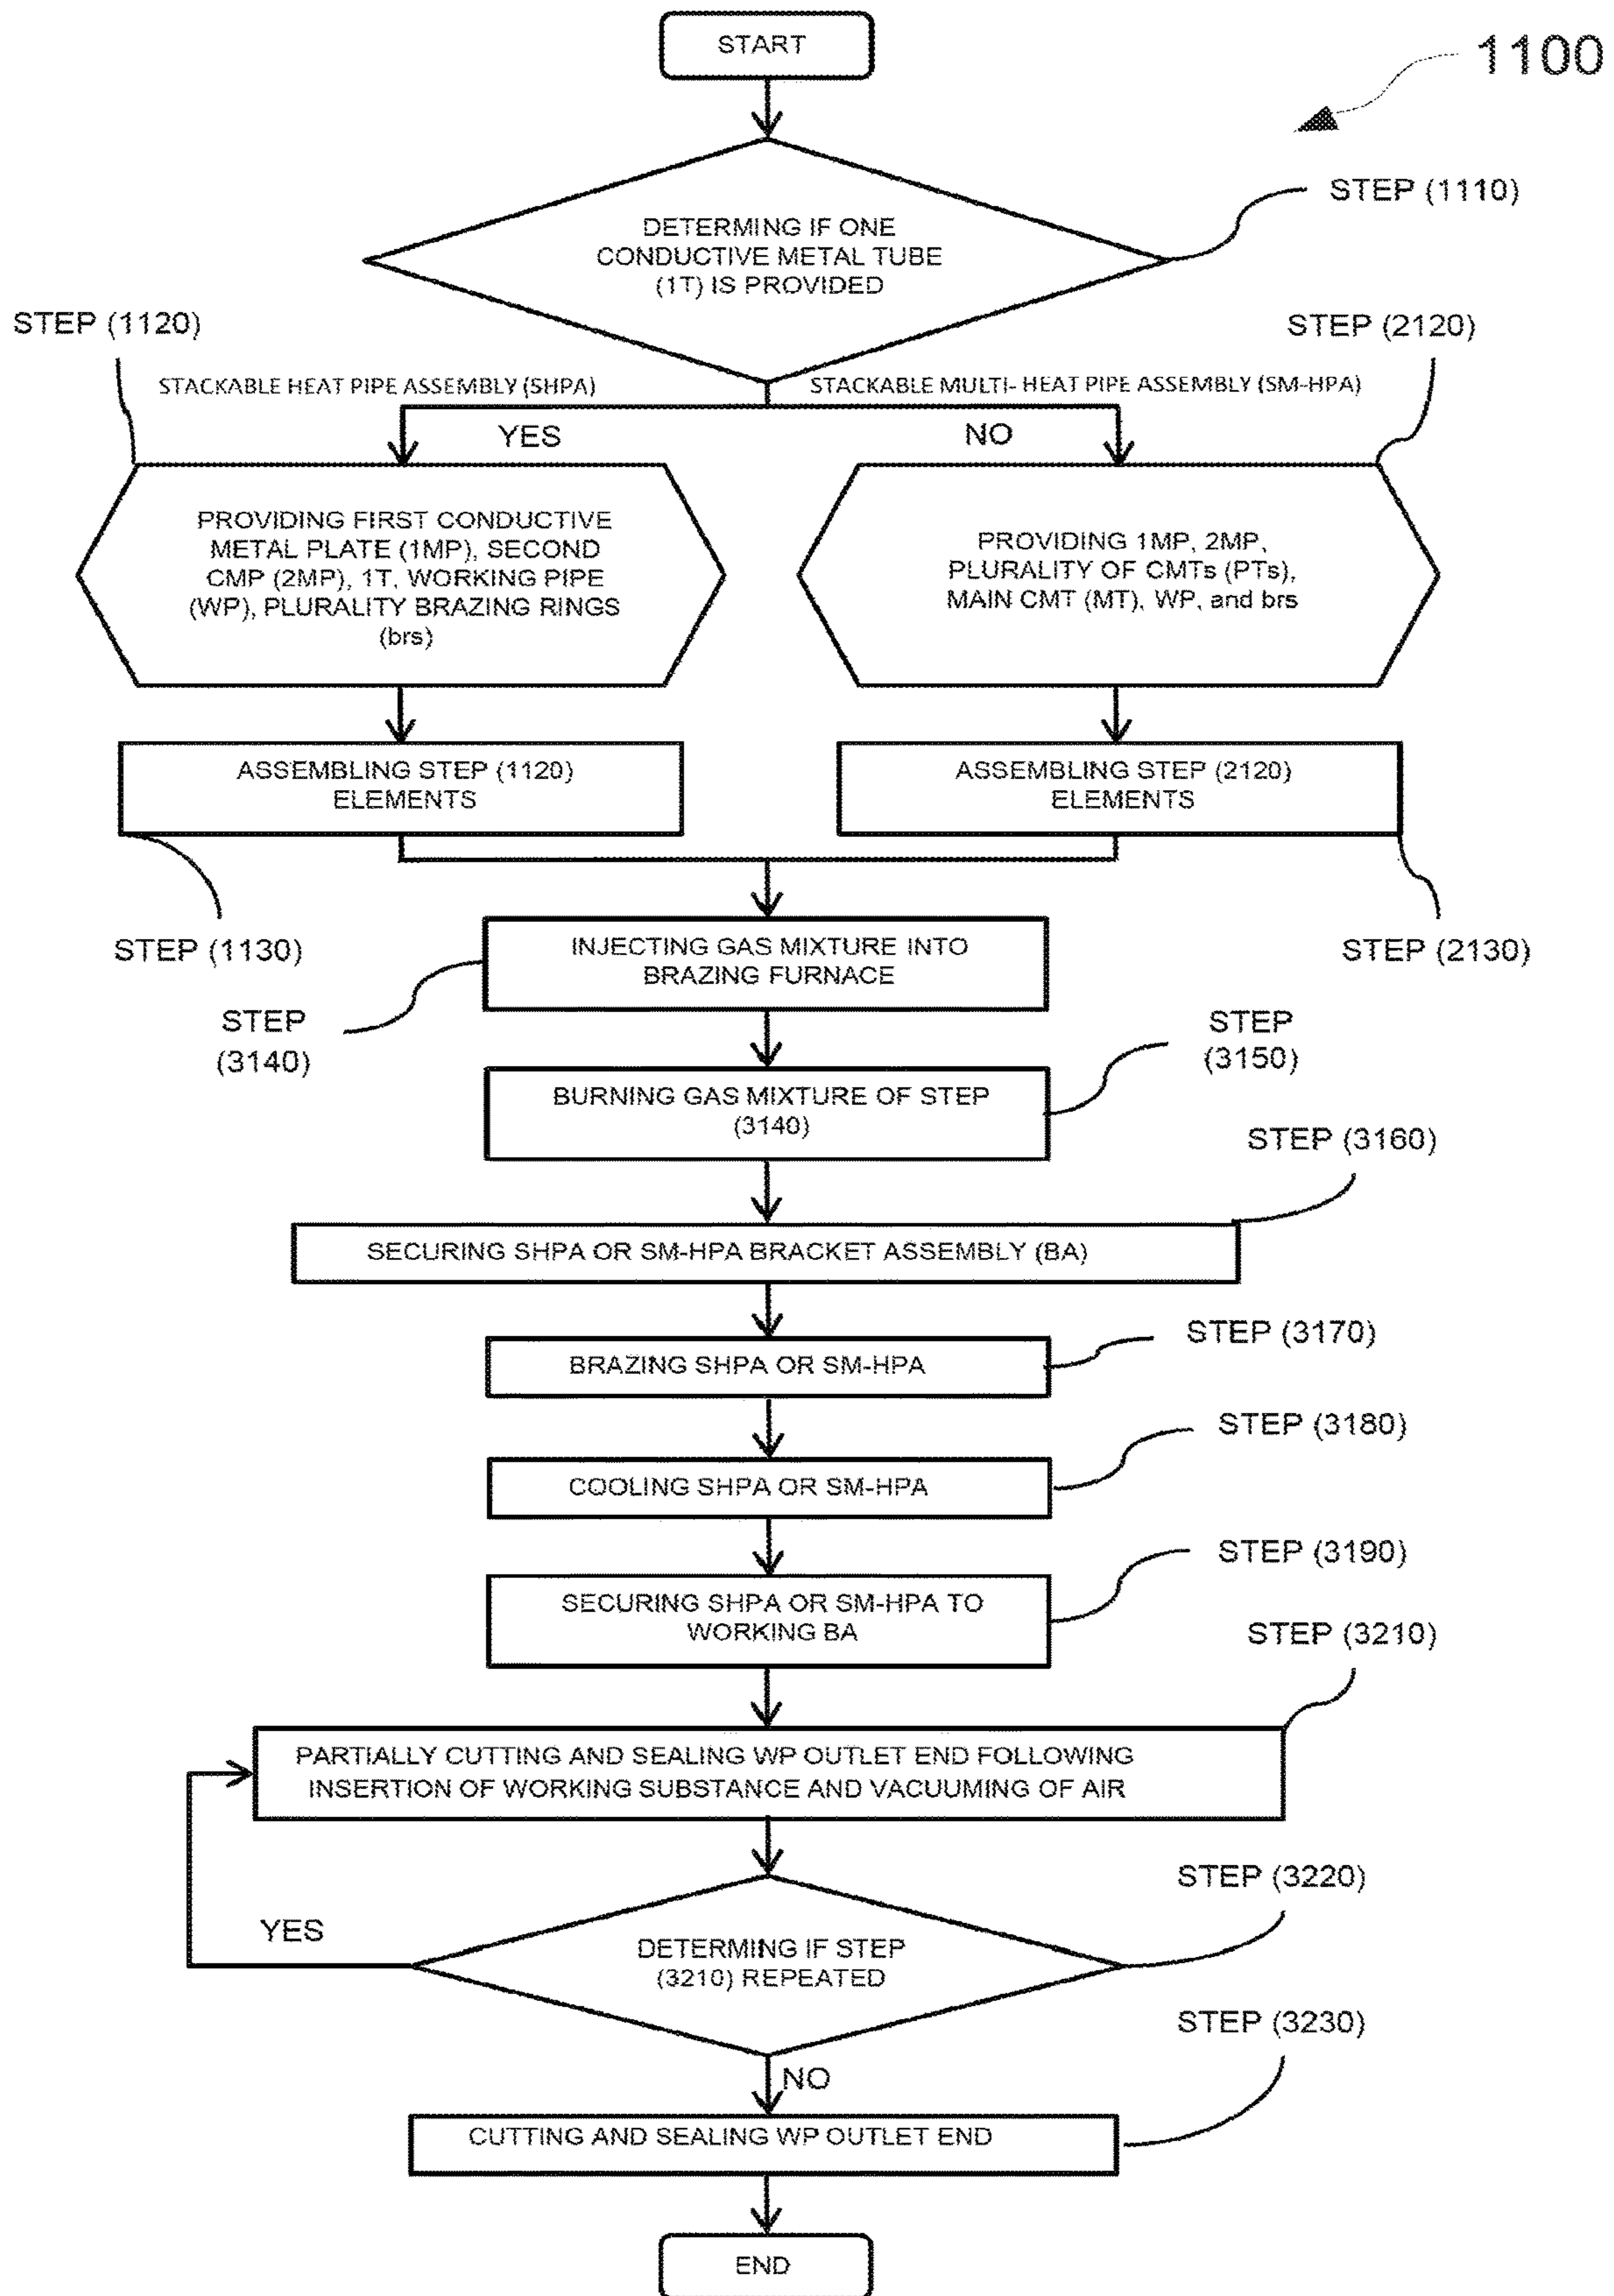 START
1100
STEP (1110)
DETERMING IF ONE
CONDUCTIVE METAL TUBE
(1T) IS PROVIDED
STEP (1120)
STEP (2120)
STACKABLE HEAT PIPE ASSEMBLY (SHPA)
STACKABLE MULTI- HEAT PIPE ASSEMBLY (SM-HPA)
YES
NO
PROVIDING FIRST CONDUCTIVE
METAL PLATE (1MP), SECOND
CMP (2MP), 1T, WORKING PIPE
(WP), PLURALITY BRAZING RINGS
(brs)
PROVIDING 1MP, 2MP,
PLURALITY OF CMTs (PTs),
MAIN CMT (MT), WP, and brs
ASSEMBLING STEP (1120)
ELEMENTS
ASSEMBLING STEP (2120)
ELEMENTS
STEP (1130)
STEP (2130)
INJECTING GAS MIXTURE INTO
BRAZING FURNACE
STEP
(3140)
STEP
(3150)
BURNING GAS MIXTURE OF STEP
(3140)
STEP (3160)
SECURING SHPA OR SM-HPA BRACKET ASSEMBLY (BA)
STEP (3170)
BRAZING SHPA OR SM-HPA
STEP (3180)
COOLING SHPA OR SM-HPA
STEP (3190)
SECURING SHPA OR SM-HPA TO
WORKING BA
STEP (3210)
PARTIALLY CUTTING AND SEALING WP OUTLET END FOLLOWING
INSERTION OF WORKING SUBSTANCE AND VACUUMING OF AIR
STEP (3220)
YES
DETERMING IF STEP
(3210) REPEATED
STEP (3230)
NO
CUTTING AND SEALING WP OUTLET END
END